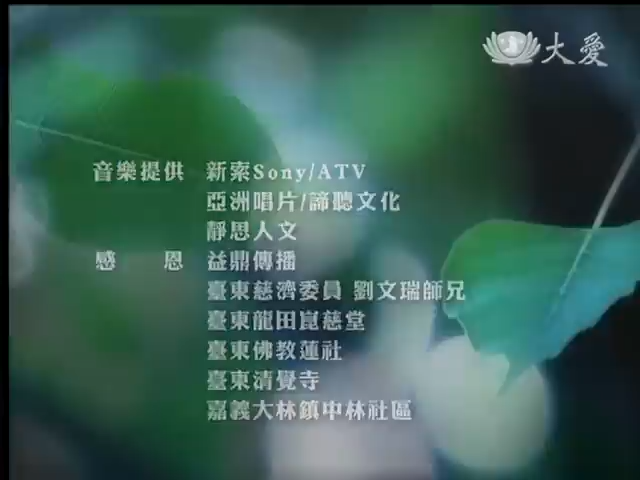 大愛
音樂提供 新索Sony/ATV
亞洲唱片/諦聽文化
靜思人文
感恩 益鼎傳播
臺東慈濟委員 劉文瑞師兄
臺東龍田崑慈堂
臺東佛教蓮社
臺東清覺寺
嘉義大林鎮中林社區